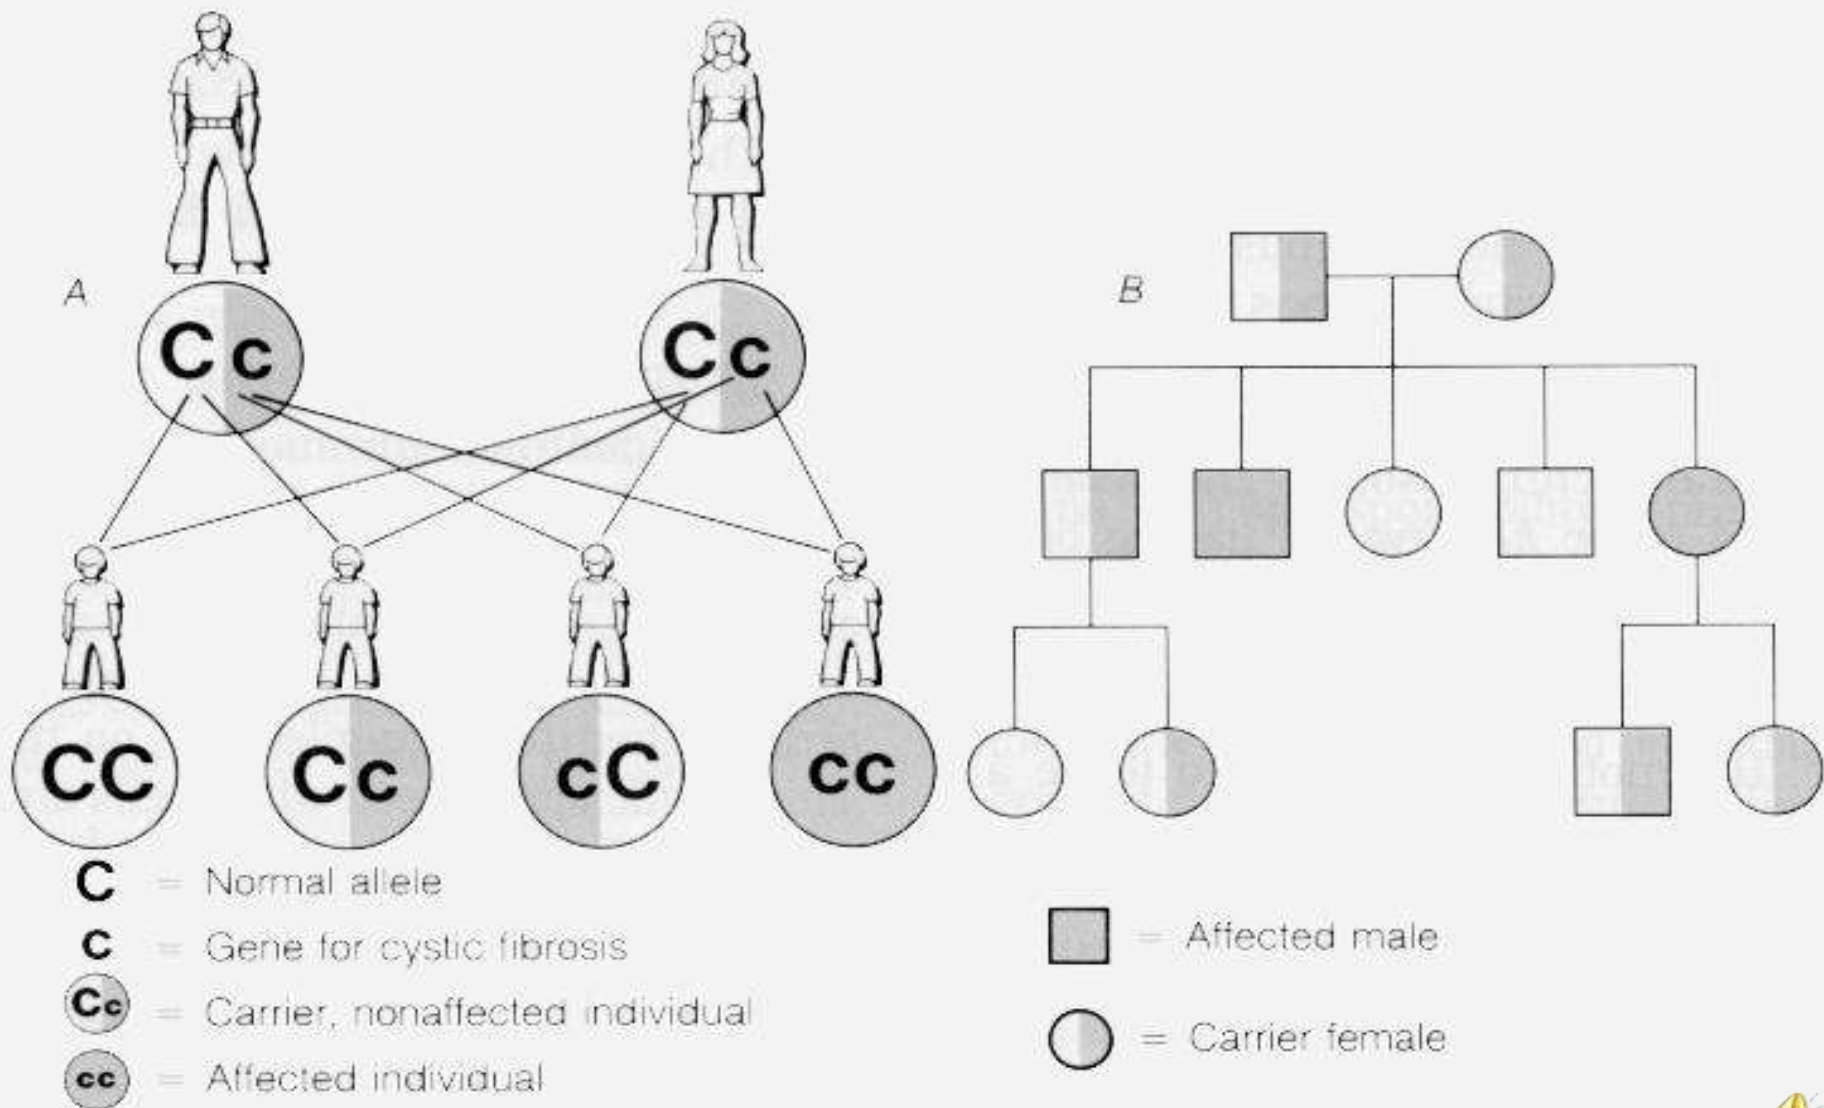 A
Cc
Cc
CC
Cc
cC
cc
C = Normal allele
c = Gene for cystic fibrosis
Cc = Carrier, nonaffected individual
cc = Affected individual
B
= Affected male
= Carrier female